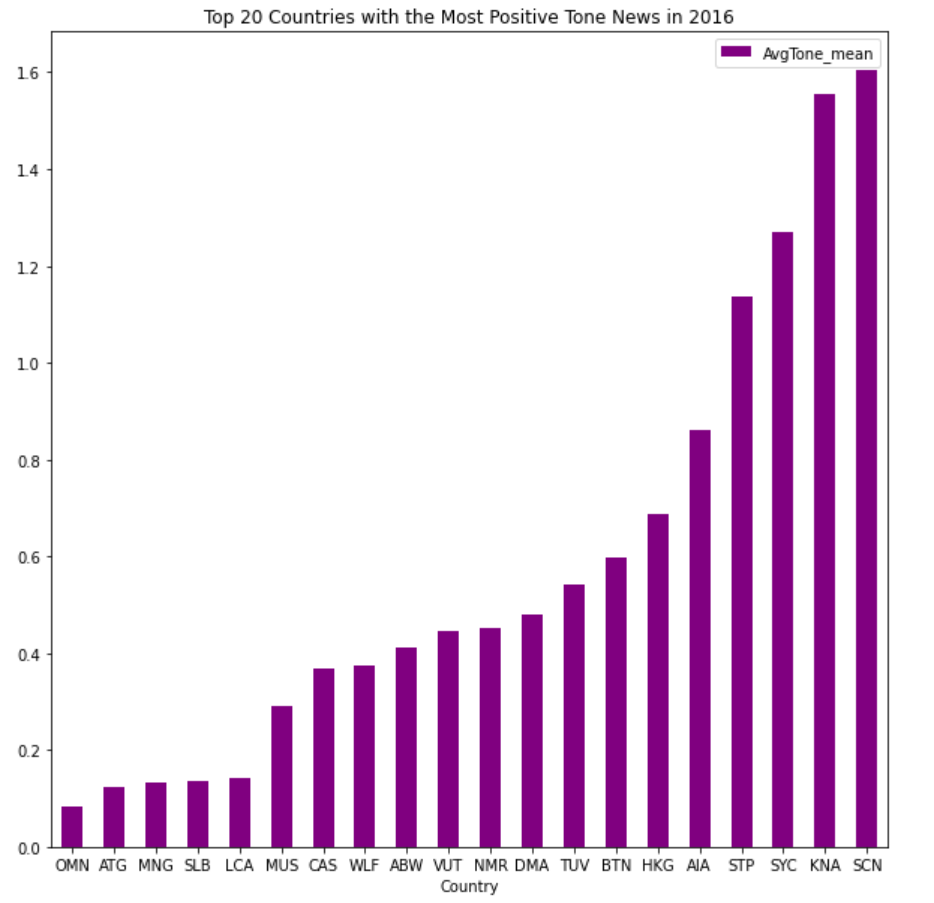 Top 20 Countries with the Most Positive Tone News in 2016
AvgTone_mean
1.6
1.4
1.2
1.0
0.8
0.6
0.4
0.2
0.0
OMN ATG MNG SLB LCA MUS CAS WLF ABW VUT NMR DMA TUV BTN HKG AIA STP SYC KNA SCN
Country